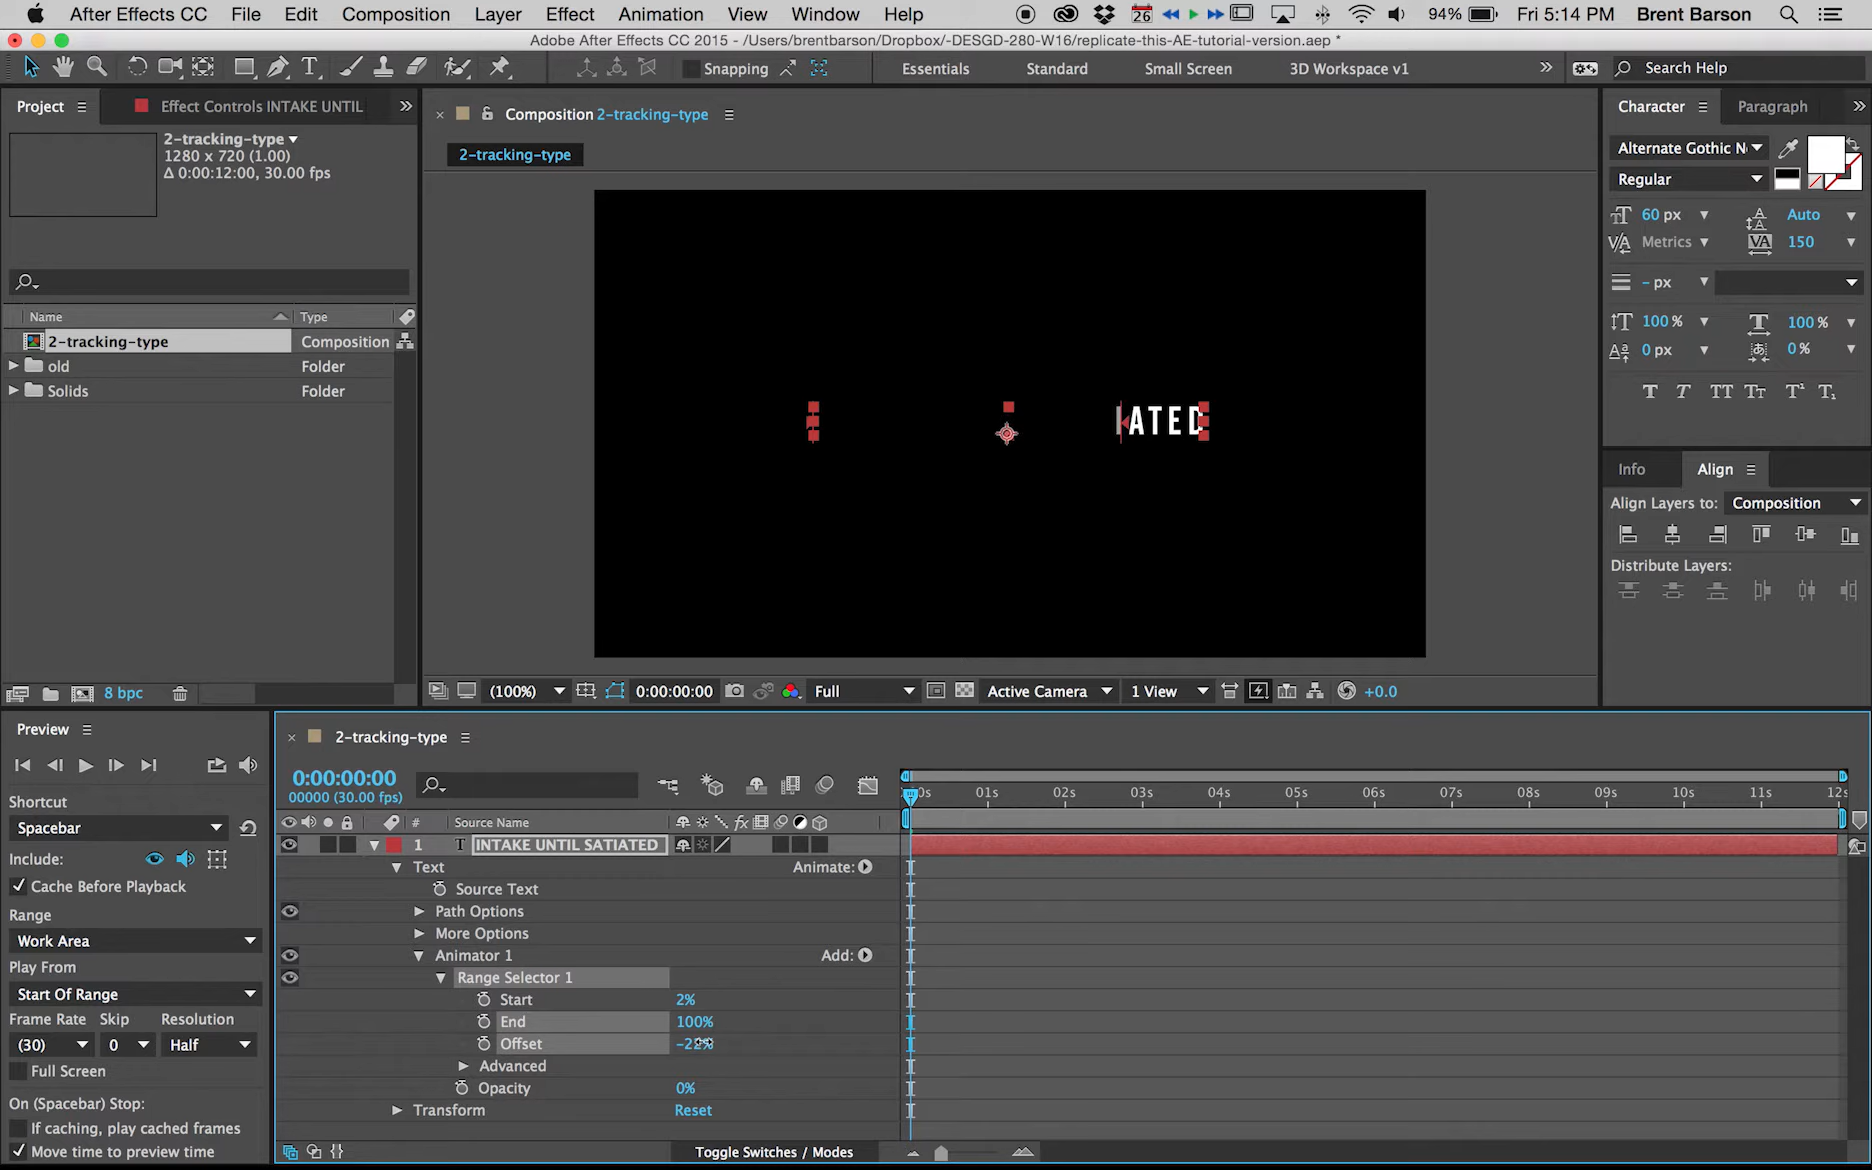 After Effects CC File Edit Composition Layer Effect Animation View Window Help 26 94% Fri 5:14 PM Brent Barson
Adobe After Effects CC 2015 - /Users/brentbarson/Dropbox/-DESGD-280-W16/replicate-this-AE-tutorial-version.aep *
Snapping Essentials Standard Small Screen 3D Workspace v1 Search Help
Project Effect Controls INTAKE UNTIL
2-tracking-type
1280 x 720 (1.00)
Δ 0:00:12:00, 30.00 fps
Name Type
2-tracking-type Composition
old Folder
Solids Folder
8 bpc
Composition 2-tracking-type
2-tracking-type
ATED
(100%) 0:00:00:00 Full Active Camera 1 View +0.0
Character Paragraph
Alternate Gothic N
Regular
60 px Auto
Metrics 150
– px
100 % 100 %
0 px 0 %
T T TT Tт T¹ T₁
Info Align
Align Layers to: Composition
Distribute Layers:
Preview
Shortcut
Spacebar
Include:
Cache Before Playback
Range
Work Area
Play From
Start Of Range
Frame Rate Skip Resolution
(30) 0 Half
Full Screen
On (Spacebar) Stop:
If caching, play cached frames
Move time to preview time
2-tracking-type
0:00:00:00
00000 (30.00 fps)
# Source Name fx
01s 02s 03s 04s 05s 06s 07s 08s 09s 10s 11s 12s
1 T INTAKE UNTIL SATIATED
Text Animate:
Source Text
Path Options
More Options
Animator 1 Add:
Range Selector 1
Start 2%
End 100%
Offset
Advanced
Opacity 0%
Transform Reset
Toggle Switches / Modes